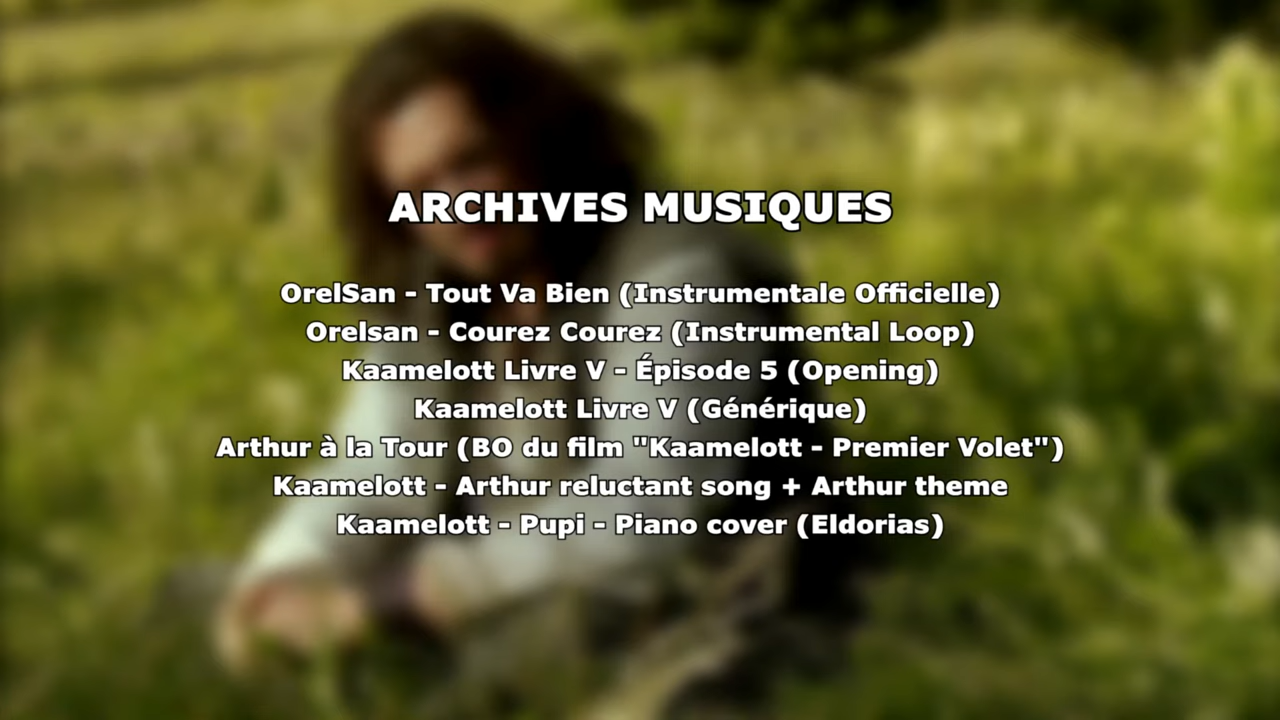 ARCHIVES MUSIQUES
OrelSan - Tout Va Bien (Instrumentale Officielle)
Orelsan - Courez Courez (Instrumental Loop)
Kaamelott Livre V - Épisode 5 (Opening)
Kaamelott Livre V (Générique)
Arthur à la Tour (BO du film "Kaamelott - Premier Volet")
Kaamelott - Arthur reluctant song + Arthur theme
Kaamelott - Pupi - Piano cover (Eldorias)